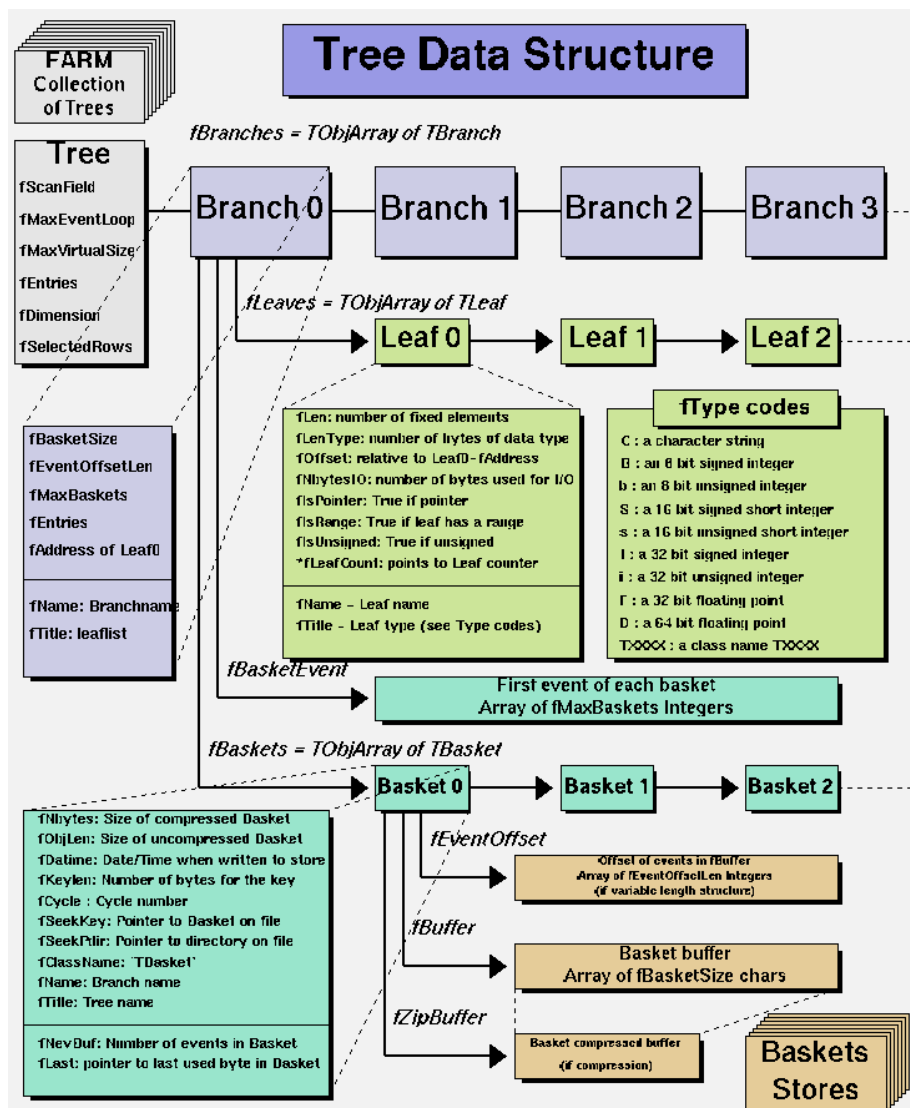 FARM
Collection
of Trees
Tree Data Structure
fBranches = TObjArray of TBranch
Tree
fScanField
fMaxEventLoop
fMaxVirtualSize
fEntries
fDimension
fSelectedRows
Branch 0
Branch 1
Branch 2
Branch 3
fLeaves = TObjArray of TLeaf
Leaf 0
Leaf 1
Leaf 2
fBasketSize
fEventOffsetLen
fMaxBaskets
fEntries
fAddress of Leaf0
fName: Branchname
fTitle: leaflist
fLen: number of fixed elements
fLenType: number of bytes of data type
fOffset: relative to Leaf0-fAddress
fNbytesIO: number of bytes used for I/O
fIsPointer: True if pointer
fIsRange: True if leaf has a range
fIsUnsigned: True if unsigned
*fLeafCount: points to Leaf counter
fName - Leaf name
fTitle - Leaf type (see Type codes)
fType codes
C : a character string
B : an 8 bit signed integer
b : an 8 bit unsigned integer
S : a 16 bit signed short integer
s : a 16 bit unsigned short integer
I : a 32 bit signed integer
i : a 32 bit unsigned integer
F : a 32 bit floating point
D : a 64 bit floating point
TXXXX : a class name TXXXX
fBasketEvent
First event of each basket
Array of fMaxBaskets Integers
fBaskets = TObjArray of TBasket
Basket 0
Basket 1
Basket 2
fNbytes: Size of compressed Basket
fObjLen: Size of uncompressed Basket
fDatime: Date/Time when written to store
fKeylen: Number of bytes for the key
fCycle : Cycle number
fSeekKey: Pointer to Basket on file
fSeekPdir: Pointer to directory on file
fClassName: 'TBasket'
fName: Branch name
fTitle: Tree name
fNevBuf: Number of events in Basket
fLast: pointer to last used byte in Basket
fEventOffset
Offset of events in fBuffer
Array of fEventOffsetLen Integers
(if variable length structure)
fBuffer
Basket buffer
Array of fBasketSize chars
fZipBuffer
Basket compressed buffer
(if compression)
Baskets
Stores